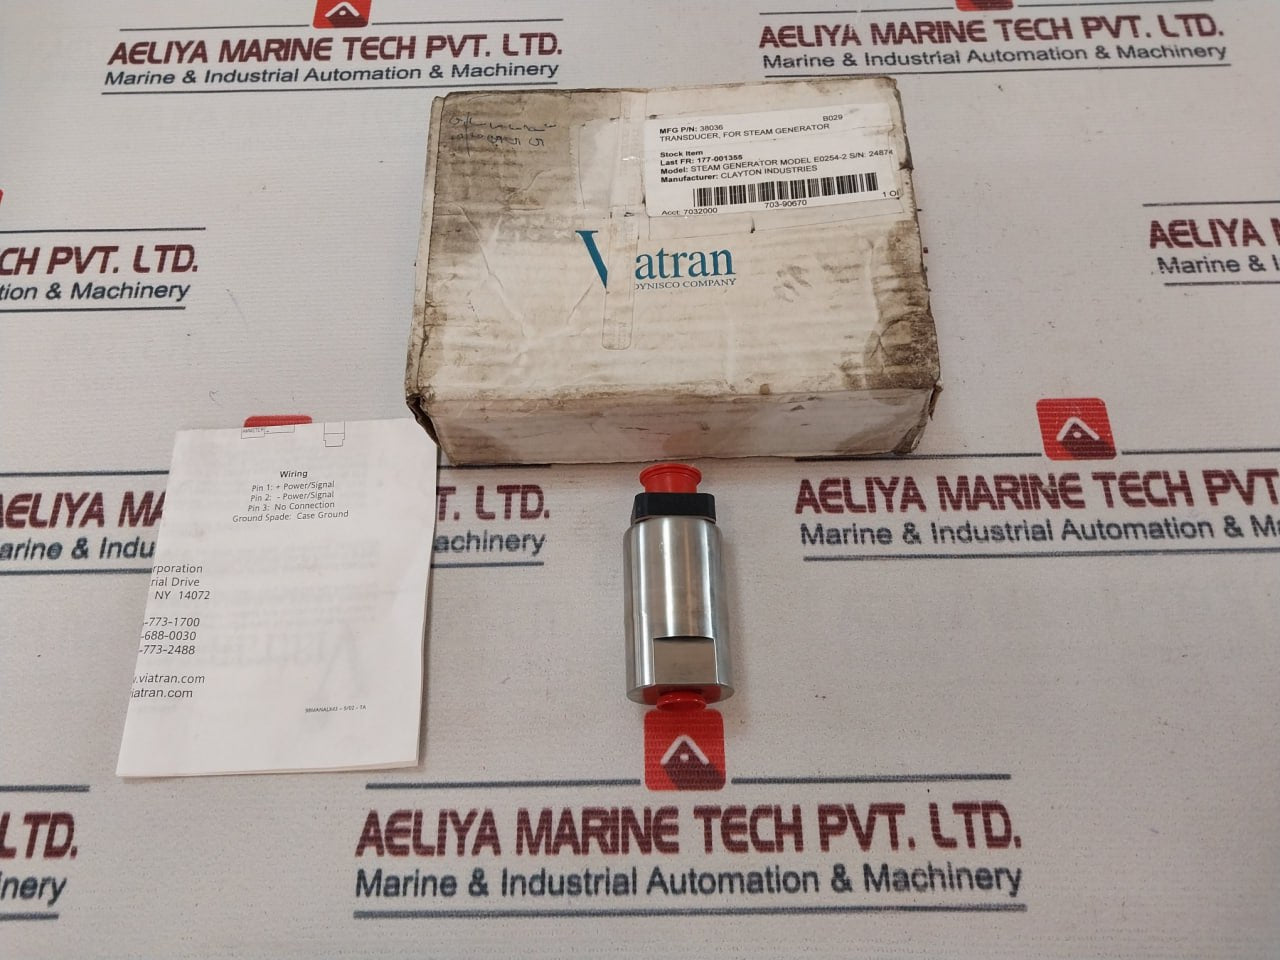 AELIYA MARINE TECH PVT. LTD.
Marine & Industrial Automation & Machinery
AELIYA MARINE TECH PVT. LTD.
Marine & Industrial Automation & Machinery
MFG P/N: 38036
B029
TRANSDUCER, FOR STEAM GENERATOR
Stock Item
Last FR: 177-001355
Model: STEAM GENERATOR MODEL E0254-2 S/N: 24874
Manufacturer: CLAYTON INDUSTRIES
1 Of
Acct: 7032000
703-90670
Viatran
DYNISCO COMPANY
CH PVT. LTD.
tion & Machinery
AELIYA
Marine & I
Wiring
Pin 1: + Power/Signal
Pin 2: - Power/Signal
Pin 3: No Connection
Ground Spade: Case Ground
rporation
rial Drive
NY 14072
-773-1700
-688-0030
-773-2488
.viatran.com
iatran.com
AELIYA MA
arine & Indu
T. LTD.
achinery
AELIYA MARINE TECH PVT
Marine & Industrial Automation & Ma
AELIYA MARINE TECH PVT. LTD.
Marine & Industrial Automation & Machinery
LTD.
nery